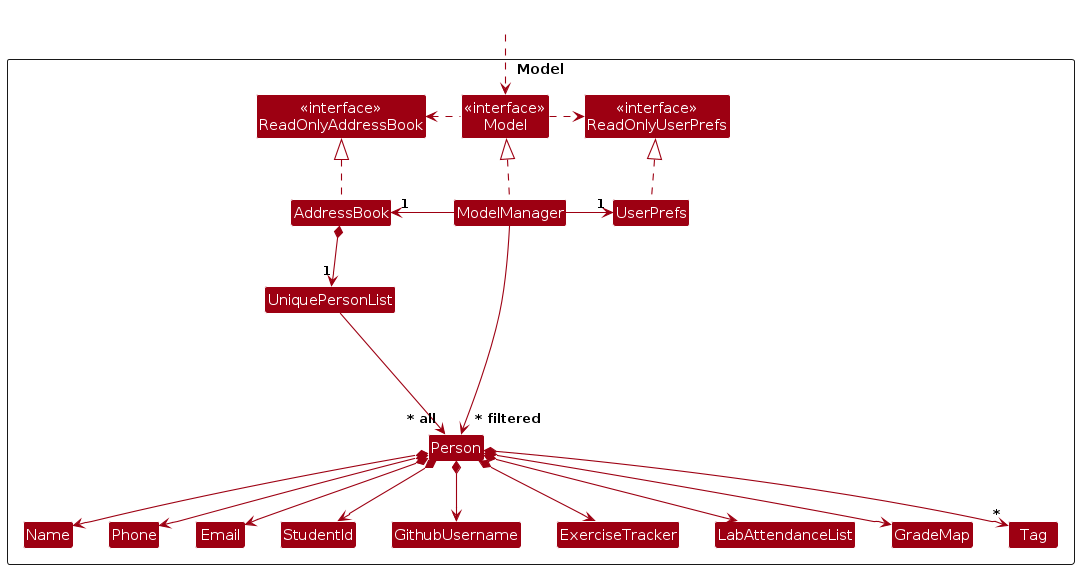 Model
«interface»
ReadOnlyAddressBook
«interface»
Model
«interface»
ReadOnlyUserPrefs
AddressBook
1
ModelManager
1
UserPrefs
1
UniquePersonList
* all
* filtered
Person
Name
Phone
Email
StudentId
GithubUsername
ExerciseTracker
LabAttendanceList
GradeMap
*
Tag